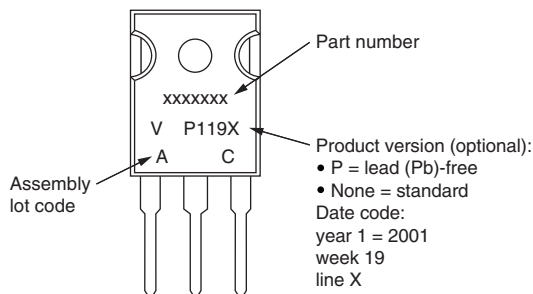 Part number
xxxxxxx
V P119X
A C
Assembly
lot code
Product version (optional):
• P = lead (Pb)-free
• None = standard
Date code:
year 1 = 2001
week 19
line X